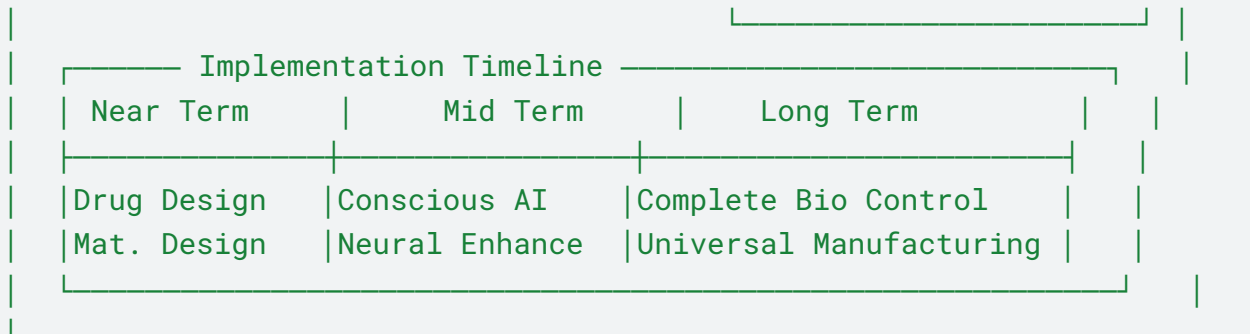 Implementation Timeline
Near Term | Mid Term | Long Term
Drug Design | Conscious AI | Complete Bio Control
Mat. Design | Neural Enhance | Universal Manufacturing